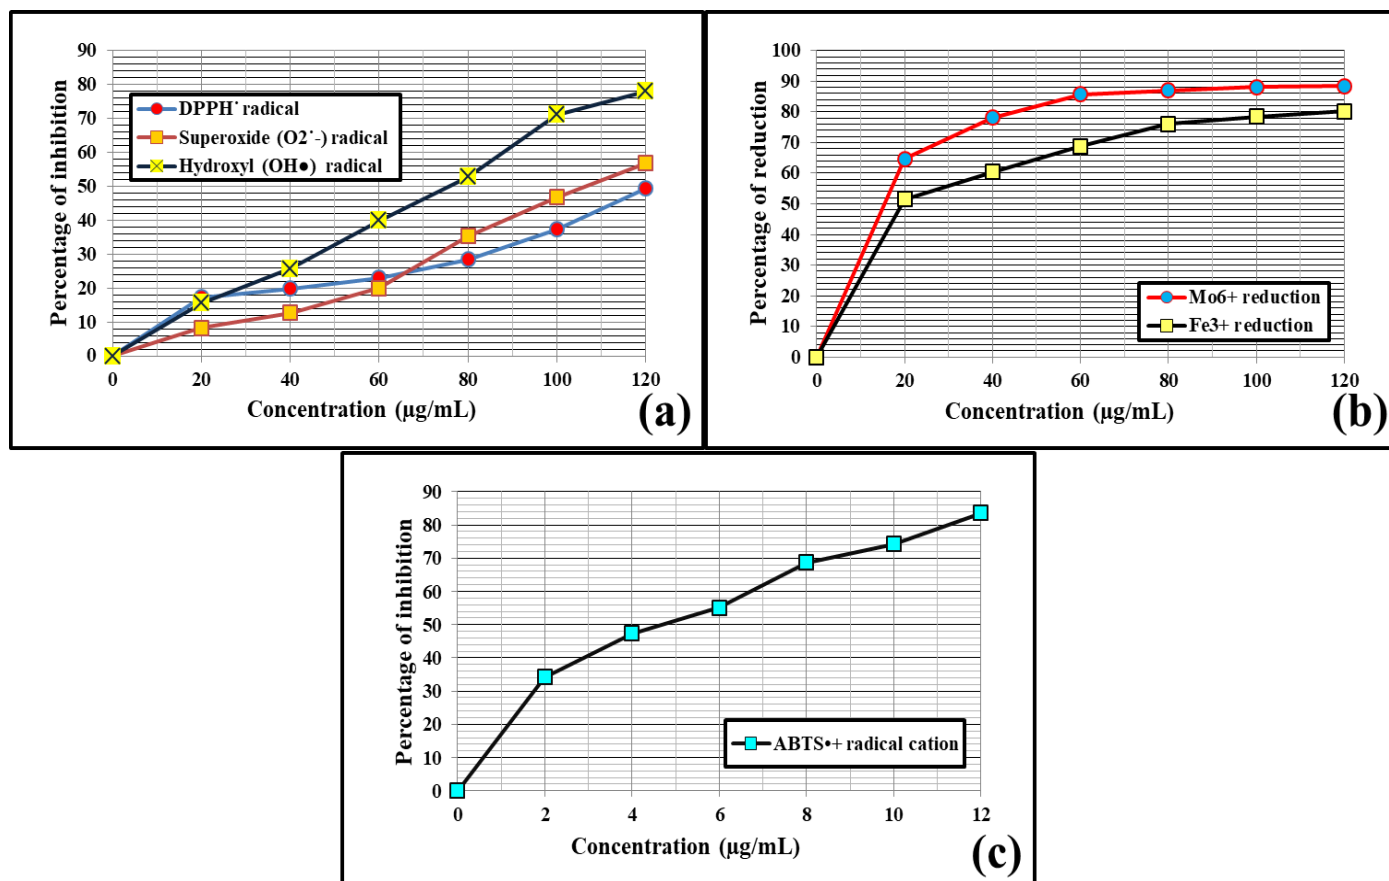 Percentage of inhibition
90
80
70
60
50
40
30
20
10
0
DPPH˙ radical
Superoxide (O2˙-) radical
Hydroxyl (OH●) radical
0 20 40 60 80 100 120
Concentration (µg/mL)
(a)
Percentage of reduction
100
90
80
70
60
50
40
30
20
10
0
Mo6+ reduction
Fe3+ reduction
0 20 40 60 80 100 120
Concentration (µg/mL)
(b)
Percentage of inhibition
90
80
70
60
50
40
30
20
10
0
ABTS•+ radical cation
0 2 4 6 8 10 12
Concentration (µg/mL)
(c)